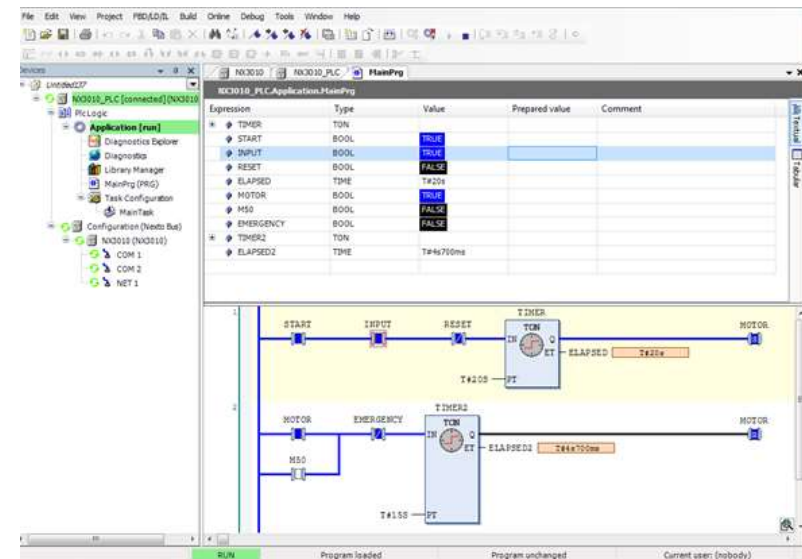 File Edit View Project FBD/LD/IL Build Online Debug Tools Window Help
Devices
NX3010 NX3010_PLC MainPrg
Untitled137
NX3010_PLC [connected] (NX3010
PlcLogic
Application [run]
Diagnostics Explorer
Diagnostics
Library Manager
MainPrg (PRG)
Task Configuration
MainTask
Configuration (Nexto Bus)
NX3010 (NX3010)
COM 1
COM 2
NET 1
NX3010_PLC.Application.MainPrg
Expression Type Value Prepared value Comment
TIMER TON
START BOOL TRUE
INPUT BOOL TRUE
RESET BOOL FALSE
ELAPSED TIME T#20s
MOTOR BOOL TRUE
M50 BOOL FALSE
EMERGENCY BOOL FALSE
TIMER2 TON
ELAPSED2 TIME T#4s700ms
Textual
Tabular
1
TIMER
START INPUT RESET TON MOTOR
IN Q
ET ELAPSED T#20s
T#20S PT
2
TIMER2
MOTOR EMERGENCY TON MOTOR
IN Q
ET ELAPSED2 T#4s700ms
M50
T#15S PT
RUN Program loaded Program unchanged Current user: (nobody)